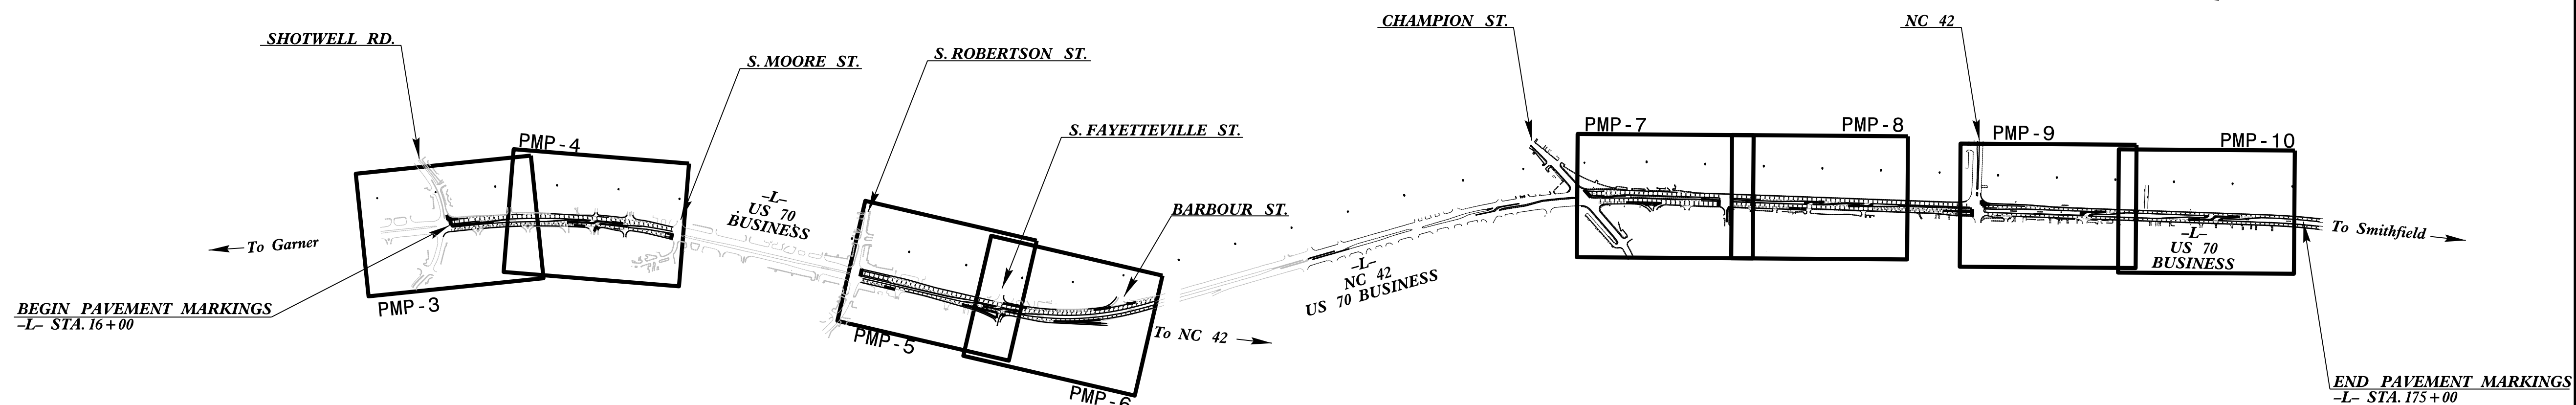 SHOTWELL RD.
S. MOORE ST.
S. ROBERTSON ST.
S. FAYETTEVILLE ST.
BARBOUR ST.
CHAMPION ST.
NC 42
PMP-3
PMP-4
PMP-5
PMP-6
PMP-7
PMP-8
PMP-9
PMP-10
To Garner
BEGIN PAVEMENT MARKINGS
-L- STA. 16+00
-L-
US 70
BUSINESS
To NC 42
-L-
NC 42
US 70 BUSINESS
-L-
US 70
BUSINESS
To Smithfield
END PAVEMENT MARKINGS
-L- STA. 175+00